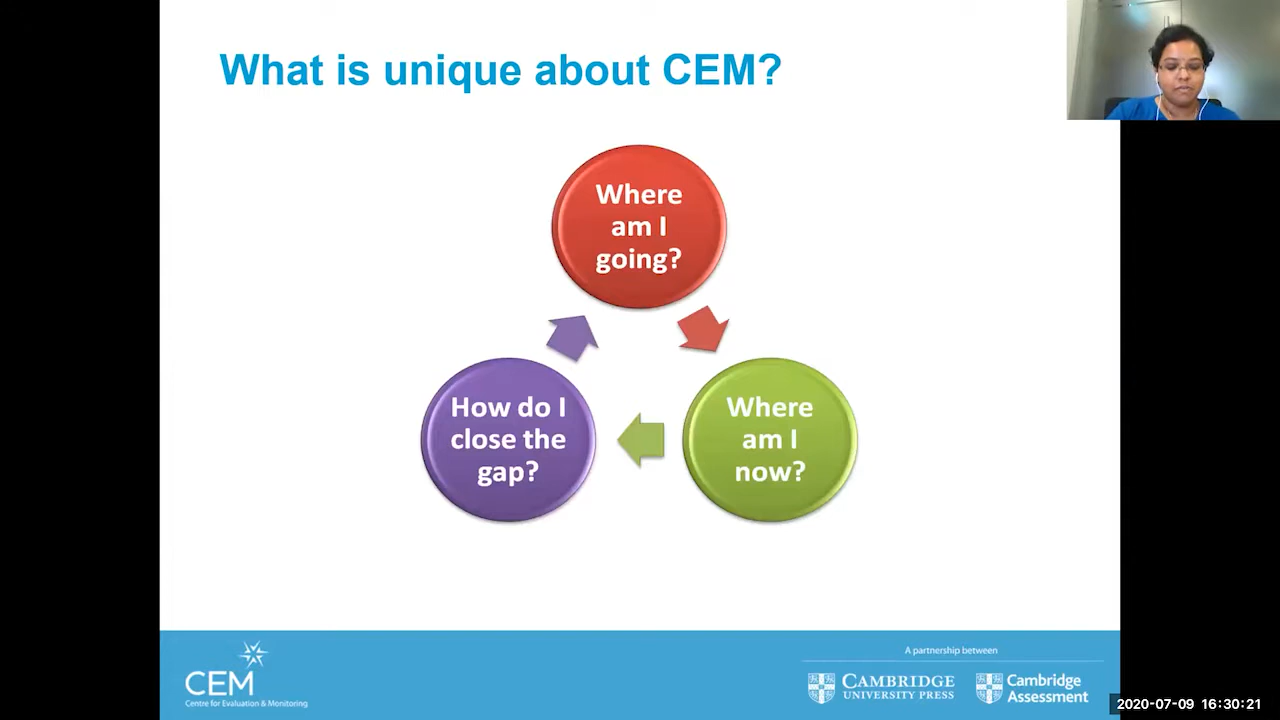 What is unique about CEM?
Where
am I
going?
How do I
close the
gap?
Where
am I
now?
CEM
Centre for Evaluation & Monitoring
A partnership between
CAMBRIDGE
UNIVERSITY PRESS
Cambridge
Assessment
2020-07-09 16:30:21